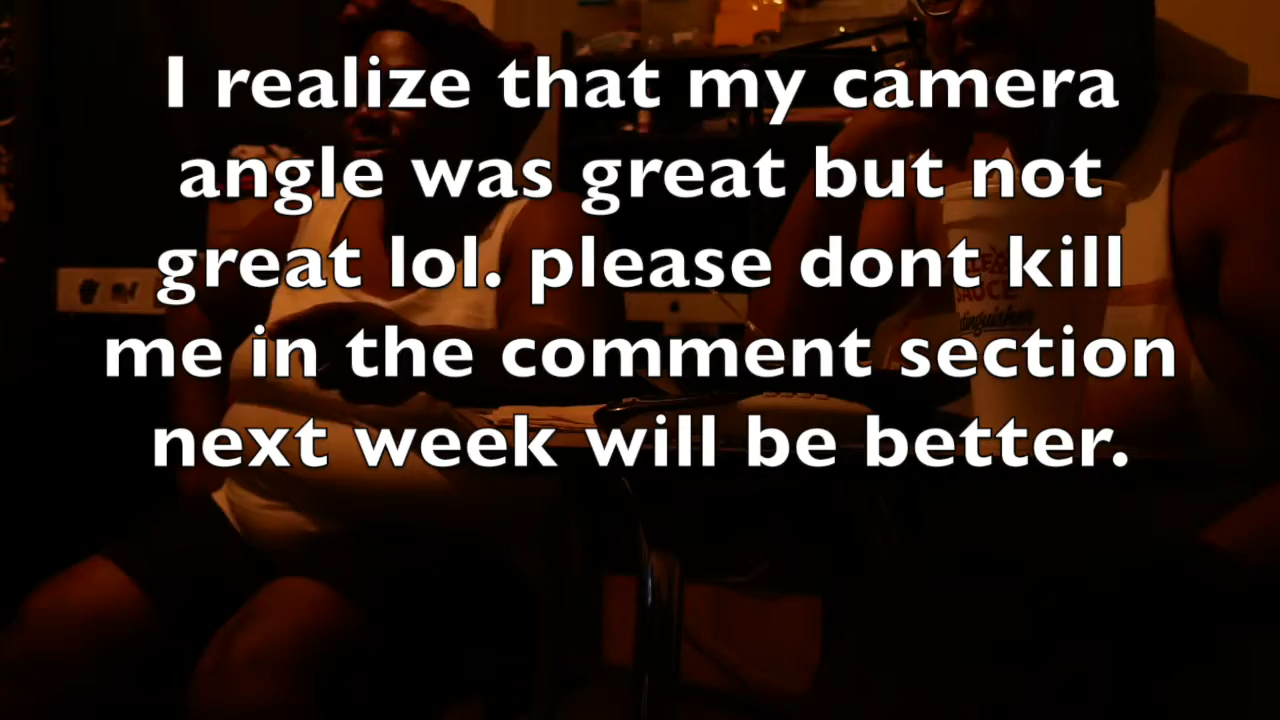 I realize that my camera
angle was great but not
great lol. please dont kill
me in the comment section
next week will be better.
SAUCE